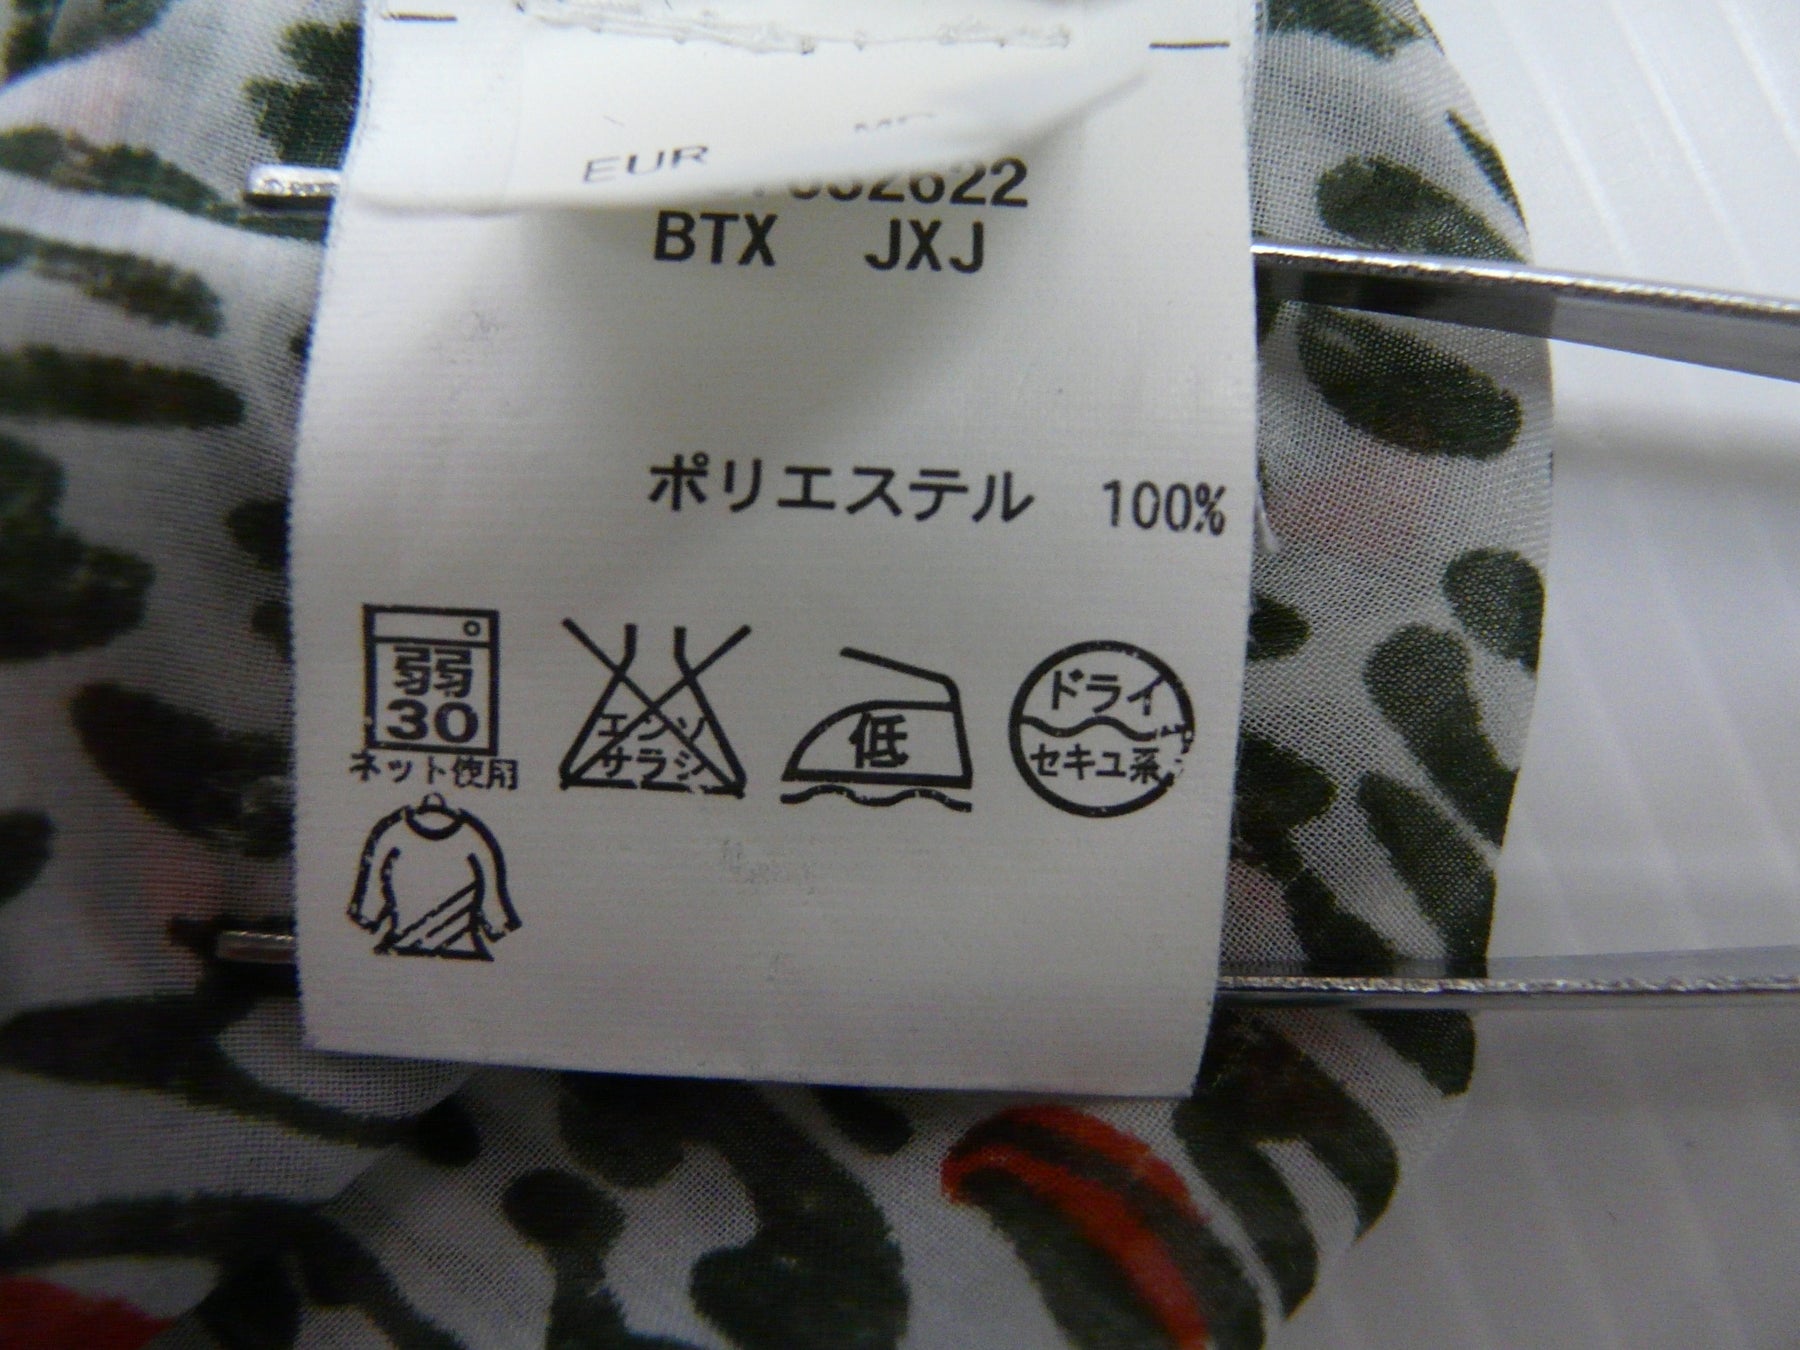 EUR
BTX JXJ
ポリエステル 100%
弱
30
ネット使用
エンソ
サラシ
低
ドライ
セキユ系